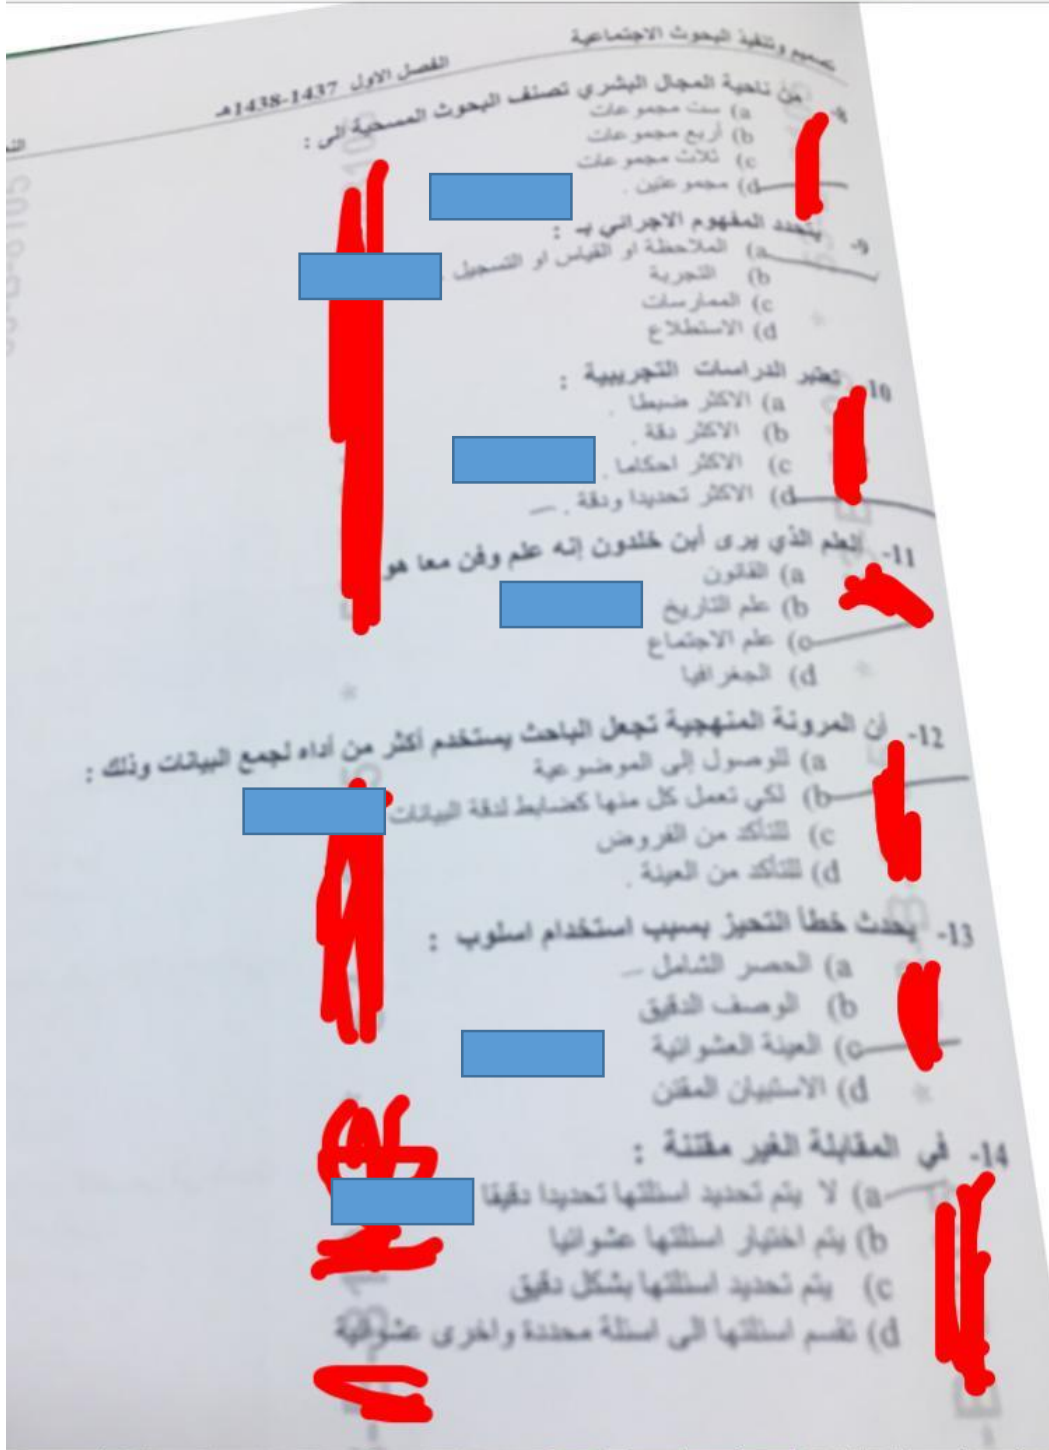 تصميم وتنفيذ البحوث الاجتماعية
الفصل الاول 1437-1438هـ
8- من ناحية المجال البشري تصنف البحوث المسحية الى :
a) ست مجموعات
b) أربع مجموعات
c) ثلاث مجموعات
d) مجموعتين .
9- يتحدد المفهوم الاجرائي بـ :
a) الملاحظة او القياس او التسجيل .
b) التجربة
c) الممارسات
d) الاستطلاع
10- تعتبر الدراسات التجريبية :
a) الاكثر ضبطا .
b) الاكثر دقة .
c) الاكثر احكاما .
d) الاكثر تحديدا ودقة .
11- العلم الذي يرى أبن خلدون إنه علم وفن معا هو
a) القانون
b) علم التاريخ
c) علم الاجتماع
d) الجغرافيا
12- أن المرونة المنهجية تجعل الباحث يستخدم أكثر من أداه لجمع البيانات وذلك :
a) للوصول إلى الموضوعية
b) لكي تعمل كل منها كضابط لدقة البيانات
c) للتأكد من الفروض
d) للتأكد من العينة .
13- يحدث خطأ التحيز بسبب استخدام اسلوب :
a) الحصر الشامل
b) الوصف الدقيق
c) العينة العشوائية
d) الاستبيان المقنن
14- في المقابلة الغير مقننة :
a) لا يتم تحديد اسئلتها تحديدا دقيقا
b) يتم اختيار اسئلتها عشوائيا
c) يتم تحديد اسئلتها بشكل دقيق
d) تقسم اسئلتها الى اسئلة محددة واخرى عشوائية